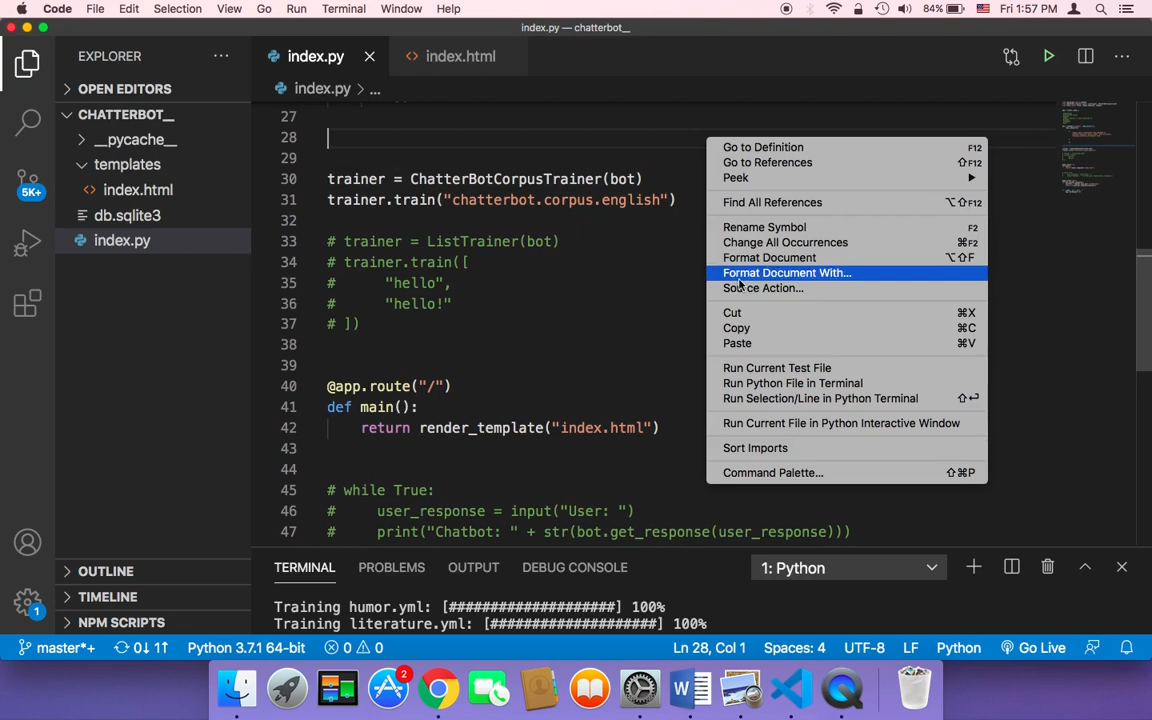 Code File Edit Selection View Go Run Terminal Window Help 84% Fri 1:57 PM
index.py — chatterbot_
EXPLORER ···
index.py
index.html
OPEN EDITORS
index.py > ...
CHATTERBOT_
__pycache__
templates
index.html
db.sqlite3
index.py
5K+
27
28
29
30 trainer = ChatterBotCorpusTrainer(bot)
31 trainer.train("chatterbot.corpus.english")
32
33 # trainer = ListTrainer(bot)
34 # trainer.train([
35 # "hello",
36 # "hello!"
37 # ])
38
39
40 @app.route("/")
41 def main():
42 return render_template("index.html")
43
44
45 # while True:
46 # user_response = input("User: ")
47 # print("Chatbot: " + str(bot.get_response(user_response)))
Go to Definition F12
Go to References ⇧F12
Peek
Find All References ⌥⇧F12
Rename Symbol F2
Change All Occurrences ⌘F2
Format Document ⌥⇧F
Format Document With...
Source Action...
Cut ⌘X
Copy ⌘C
Paste ⌘V
Run Current Test File
Run Python File in Terminal
Run Selection/Line in Python Terminal ⇧⏎
Run Current File in Python Interactive Window
Sort Imports
Command Palette... ⇧⌘P
OUTLINE
TIMELINE
NPM SCRIPTS
1
TERMINAL PROBLEMS OUTPUT DEBUG CONSOLE 1: Python
Training humor.yml: [####################] 100%
Training literature.yml: [####################] 100%
master*+ 0↓ 1↑ Python 3.7.1 64-bit 0 0 Ln 28, Col 1 Spaces: 4 UTF-8 LF Python Go Live
2